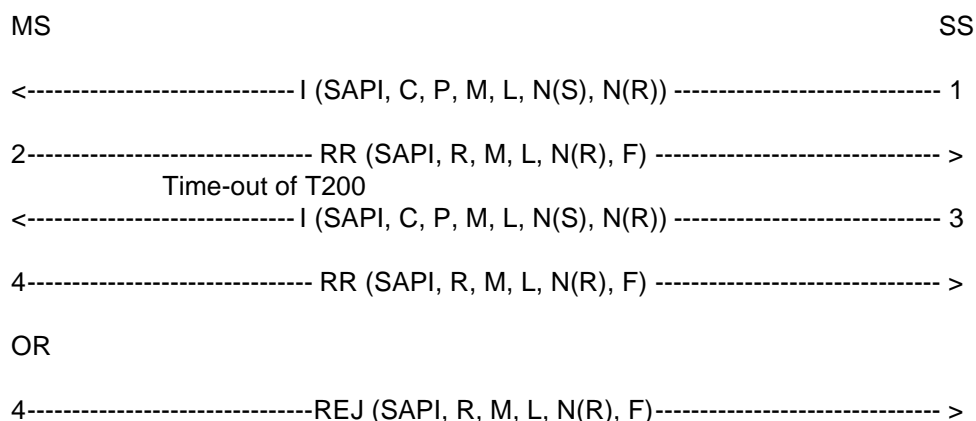 MS SS
<------------------------------ I (SAPI, C, P, M, L, N(S), N(R)) ------------------------------ 1
2-------------------------------- RR (SAPI, R, M, L, N(R), F) -------------------------------- >
Time-out of T200
<------------------------------ I (SAPI, C, P, M, L, N(S), N(R)) ------------------------------ 3
4-------------------------------- RR (SAPI, R, M, L, N(R), F) -------------------------------- >
OR
4--------------------------------REJ (SAPI, R, M, L, N(R), F)-------------------------------- >